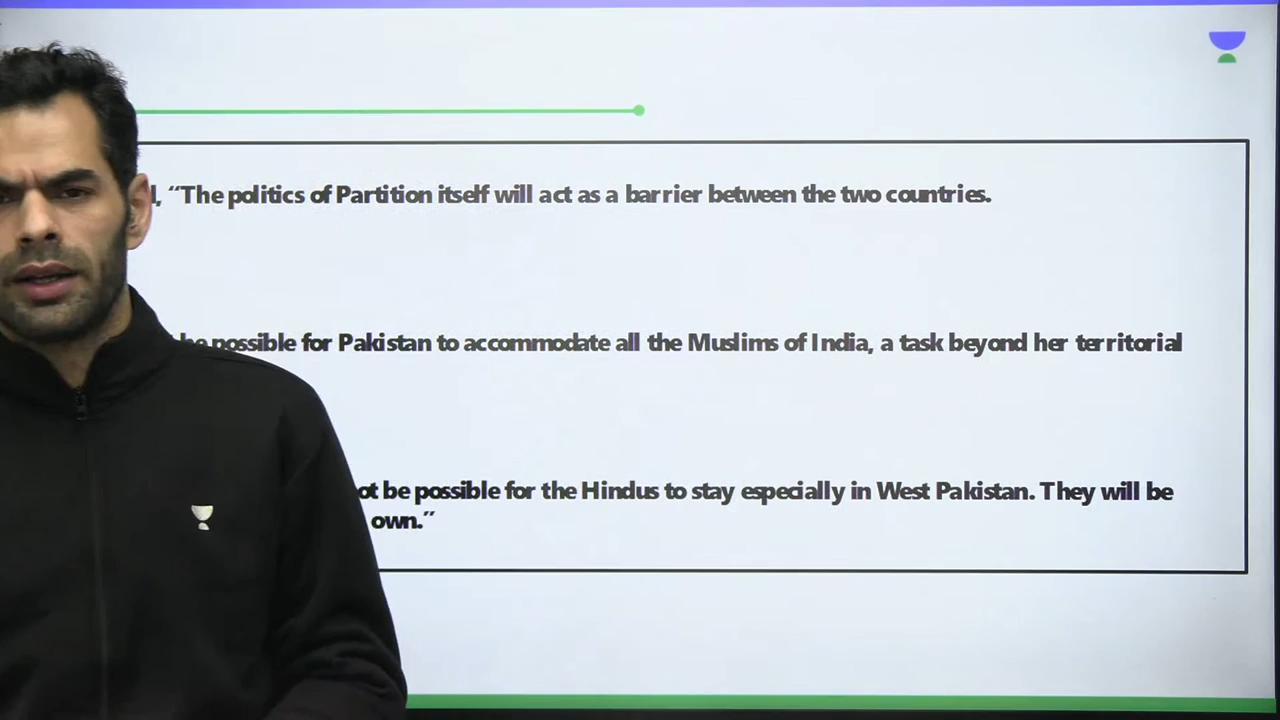 “The politics of Partition itself will act as a barrier between the two countries.
be possible for Pakistan to accommodate all the Muslims of India, a task beyond her territorial
be possible for the Hindus to stay especially in West Pakistan. They will be
own.”